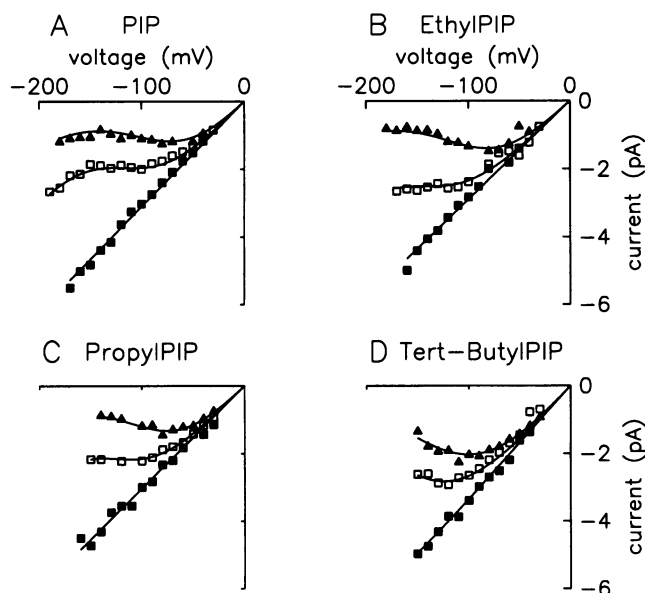 A PIP
voltage (mV)
−200 −100 0
B EthylPIP
voltage (mV)
−200 −100 0
0
−2
−4
−6
current (pA)
C PropylPIP
D Tert−ButylPIP
0
−2
−4
−6
current (pA)